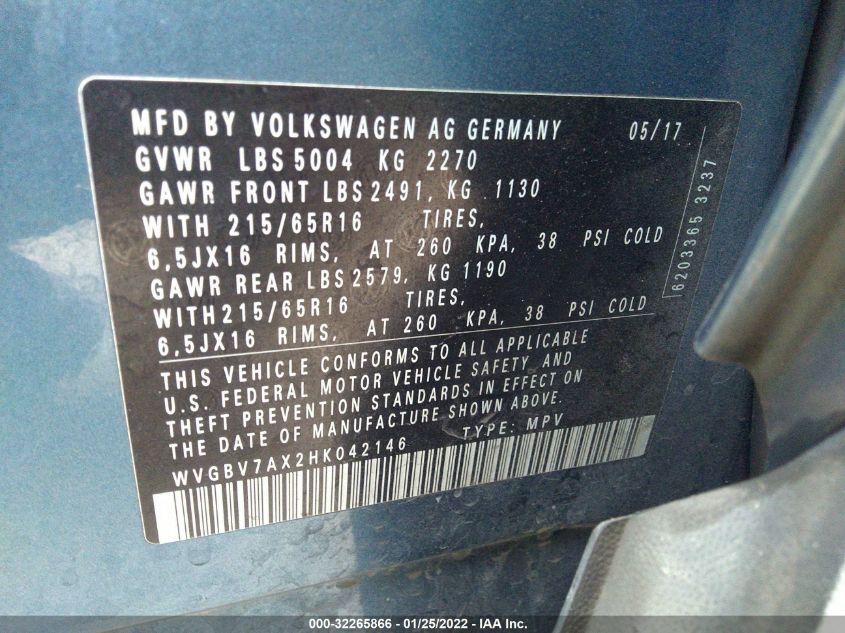 MFD BY VOLKSWAGEN AG GERMANY 05/17
GVWR LBS 5004 KG 2270
GAWR FRONT LBS 2491, KG 1130
WITH 215/65R16 TIRES,
6,5JX16 RIMS, AT 260 KPA, 38 PSI COLD
GAWR REAR LBS 2579, KG 1190
WITH 215/65R16 TIRES,
6,5JX16 RIMS, AT 260 KPA, 38 PSI COLD
THIS VEHICLE CONFORMS TO ALL APPLICABLE
U.S. FEDERAL MOTOR VEHICLE SAFETY AND
THEFT PREVENTION STANDARDS IN EFFECT ON
THE DATE OF MANUFACTURE SHOWN ABOVE.
WVGBV7AX2HK042146 TYPE: MPV
6203365 3237
000-32265866 - 01/25/2022 - IAA Inc.